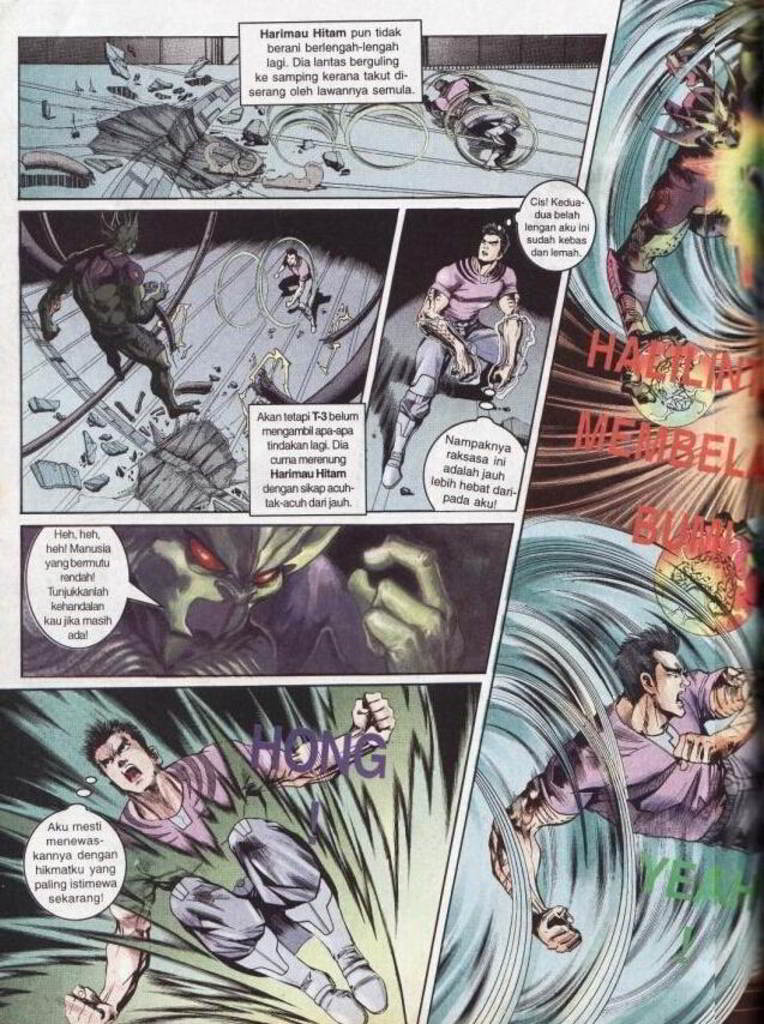 Harimau Hitam pun tidak
berani berlengah-lengah
lagi. Dia lantas berguling
ke samping kerana takut di-
serang oleh lawannya semula.
Akan tetapi T-3 belum
mengambil apa-apa
tindakan lagi. Dia
cuma merenung
Harimau Hitam
dengan sikap acuh-
tak-acuh dari jauh.
Cis! Kedua-
dua belah
lengan aku ini
sudah kebas
dan lemah.
Nampaknya
raksasa ini
adalah jauh
lebih hebat dari-
pada aku!
Heh, heh,
heh! Manusia
yang bermutu
rendah!
Tunjukkanlah
kehandalan
kau jika masih
ada!
HONG
!
Aku mesti
menewas-
kannya dengan
hikmatku yang
paling istimewa
sekarang!
MEMBEL
YEAH
!